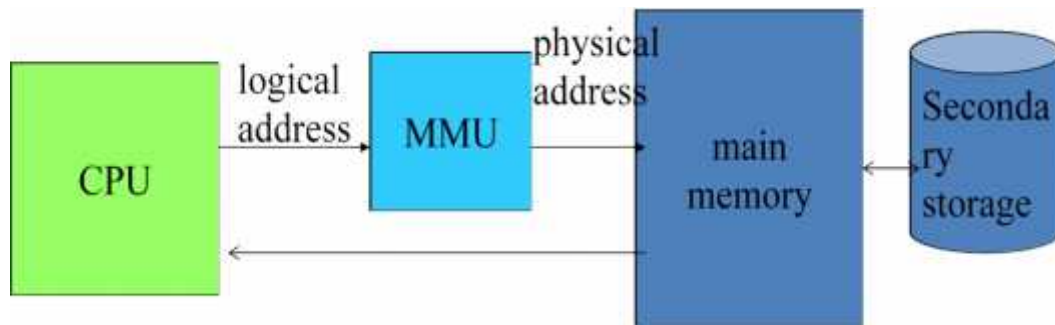 CPU
logical
address
MMU
physical
address
main
memory
Seconda
ry
storage